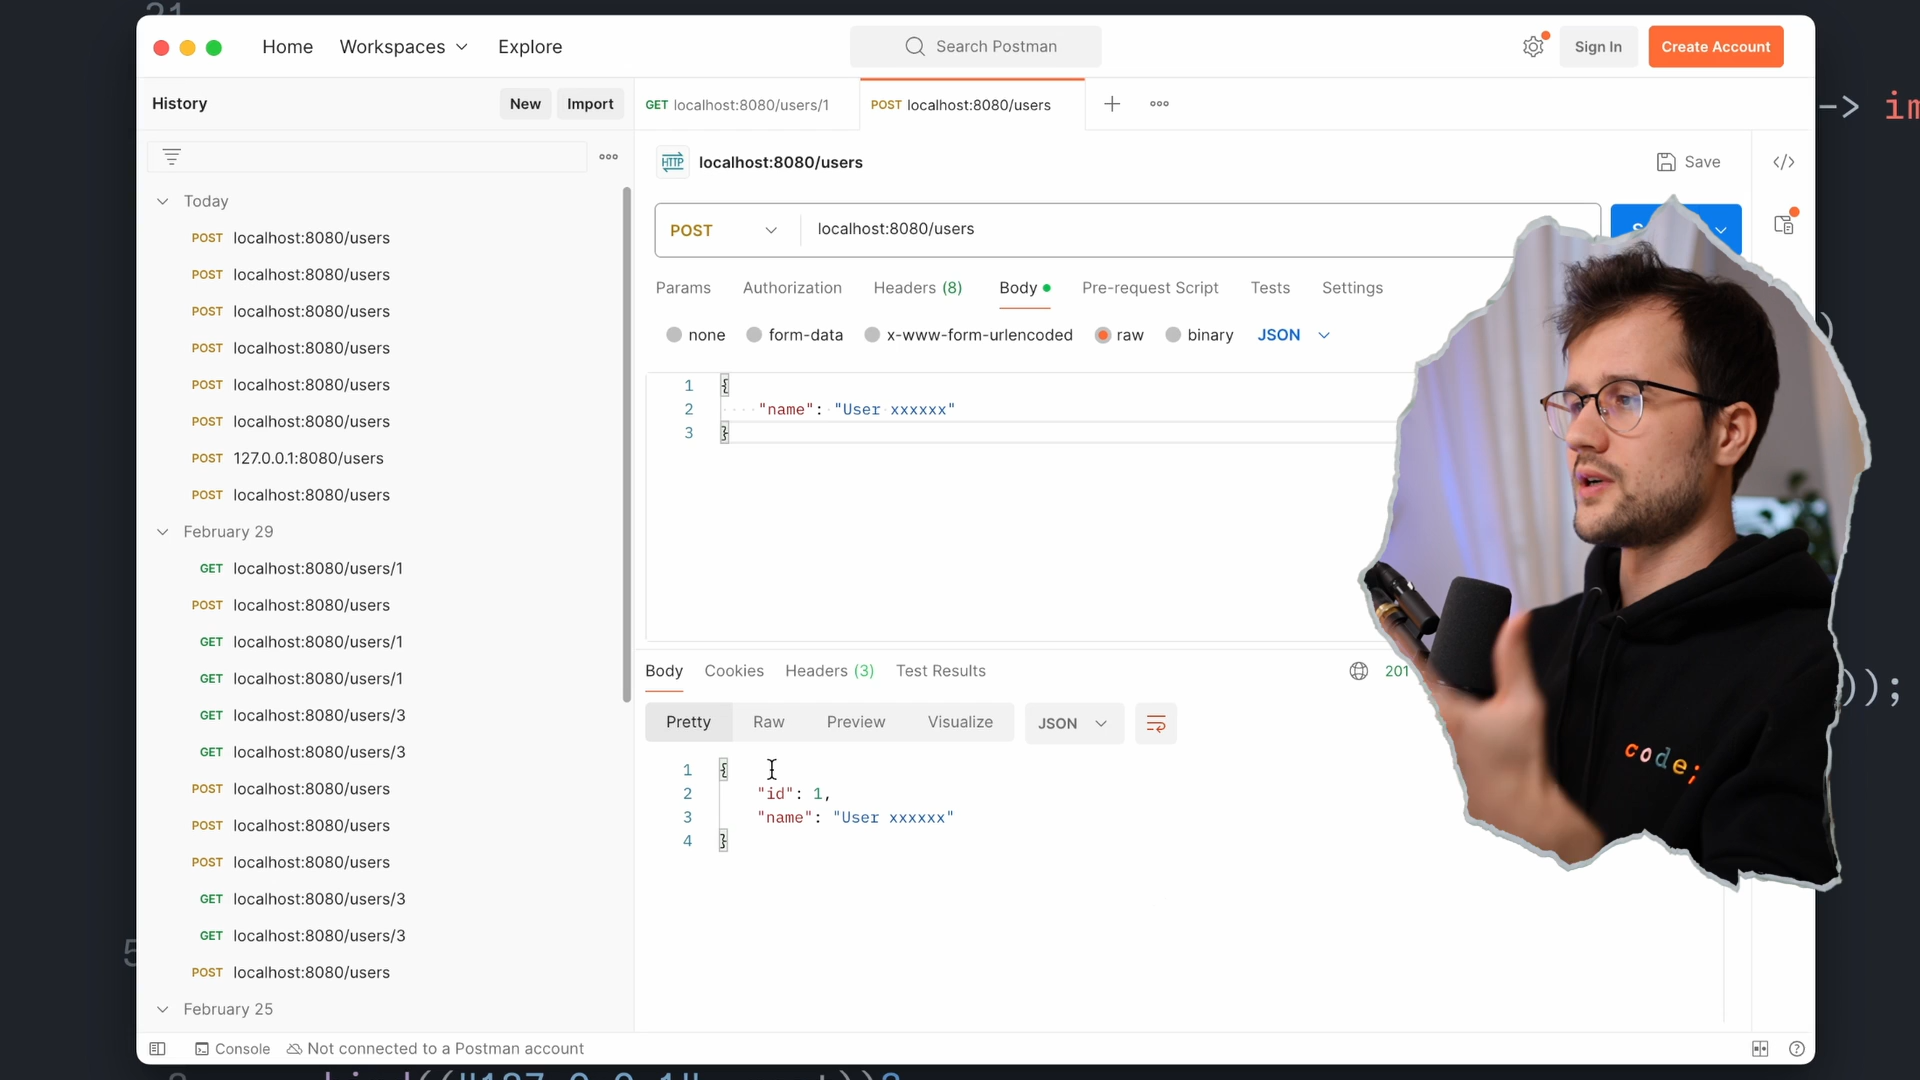 21
Home Workspaces Explore Search Postman Sign In Create Account
History New Import GET localhost:8080/users/1 POST localhost:8080/users
-> im
HTTP localhost:8080/users Save </>
Today
POST localhost:8080/users
POST localhost:8080/users
POST localhost:8080/users
POST localhost:8080/users
POST localhost:8080/users
POST localhost:8080/users
POST 127.0.0.1:8080/users
POST localhost:8080/users
February 29
GET localhost:8080/users/1
POST localhost:8080/users
GET localhost:8080/users/1
GET localhost:8080/users/1
GET localhost:8080/users/3
GET localhost:8080/users/3
POST localhost:8080/users
POST localhost:8080/users
POST localhost:8080/users
GET localhost:8080/users/3
GET localhost:8080/users/3
POST localhost:8080/users
February 25
POST localhost:8080/users
Params Authorization Headers (8) Body Pre-request Script Tests Settings
none form-data x-www-form-urlencoded raw binary JSON
1 {
2 "name": "User xxxxxx"
3 }
Body Cookies Headers (3) Test Results 201
Pretty Raw Preview Visualize JSON
1 {
2 "id": 1,
3 "name": "User xxxxxx"
4 }
)
));
code;
5
Console Not connected to a Postman account